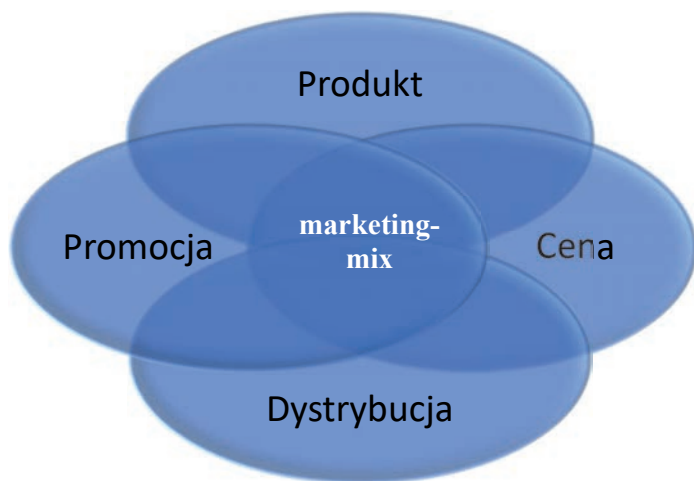 Produkt
Promocja
marketing-
mix
Cena
Dystrybucja